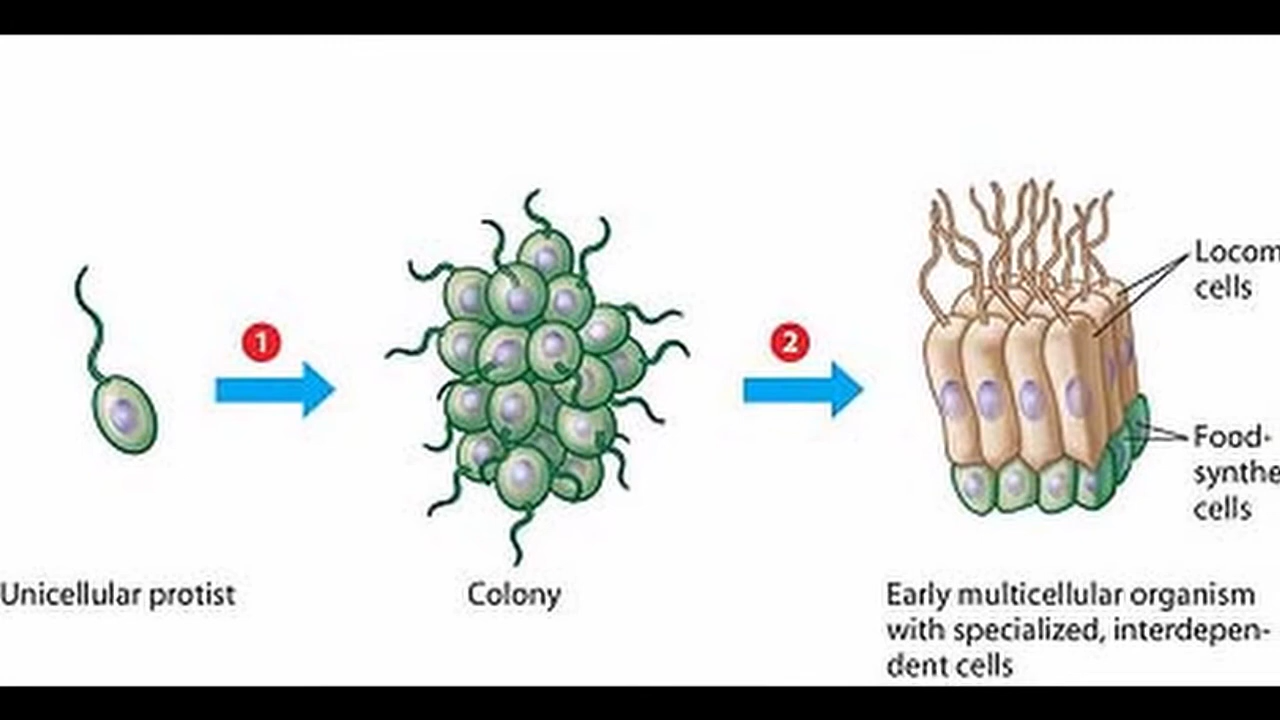 1
2
Locom
cells
Food-
synthe
cells
Unicellular protist
Colony
Early multicellular organism
with specialized, interdepen-
dent cells